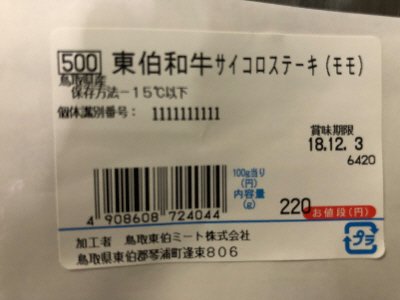 500 東伯和牛サイコロステーキ(モモ)
鳥取県産
保存方法-15℃以下
個体識別番号: 1111111111
賞味期限
18.12. 3
6420
100g当り
(円)
内容量
(g)
220
お値段(円)
4 908608 724044
加工者 鳥取東伯ミート株式会社
鳥取県東伯郡琴浦町逢束806
プラ